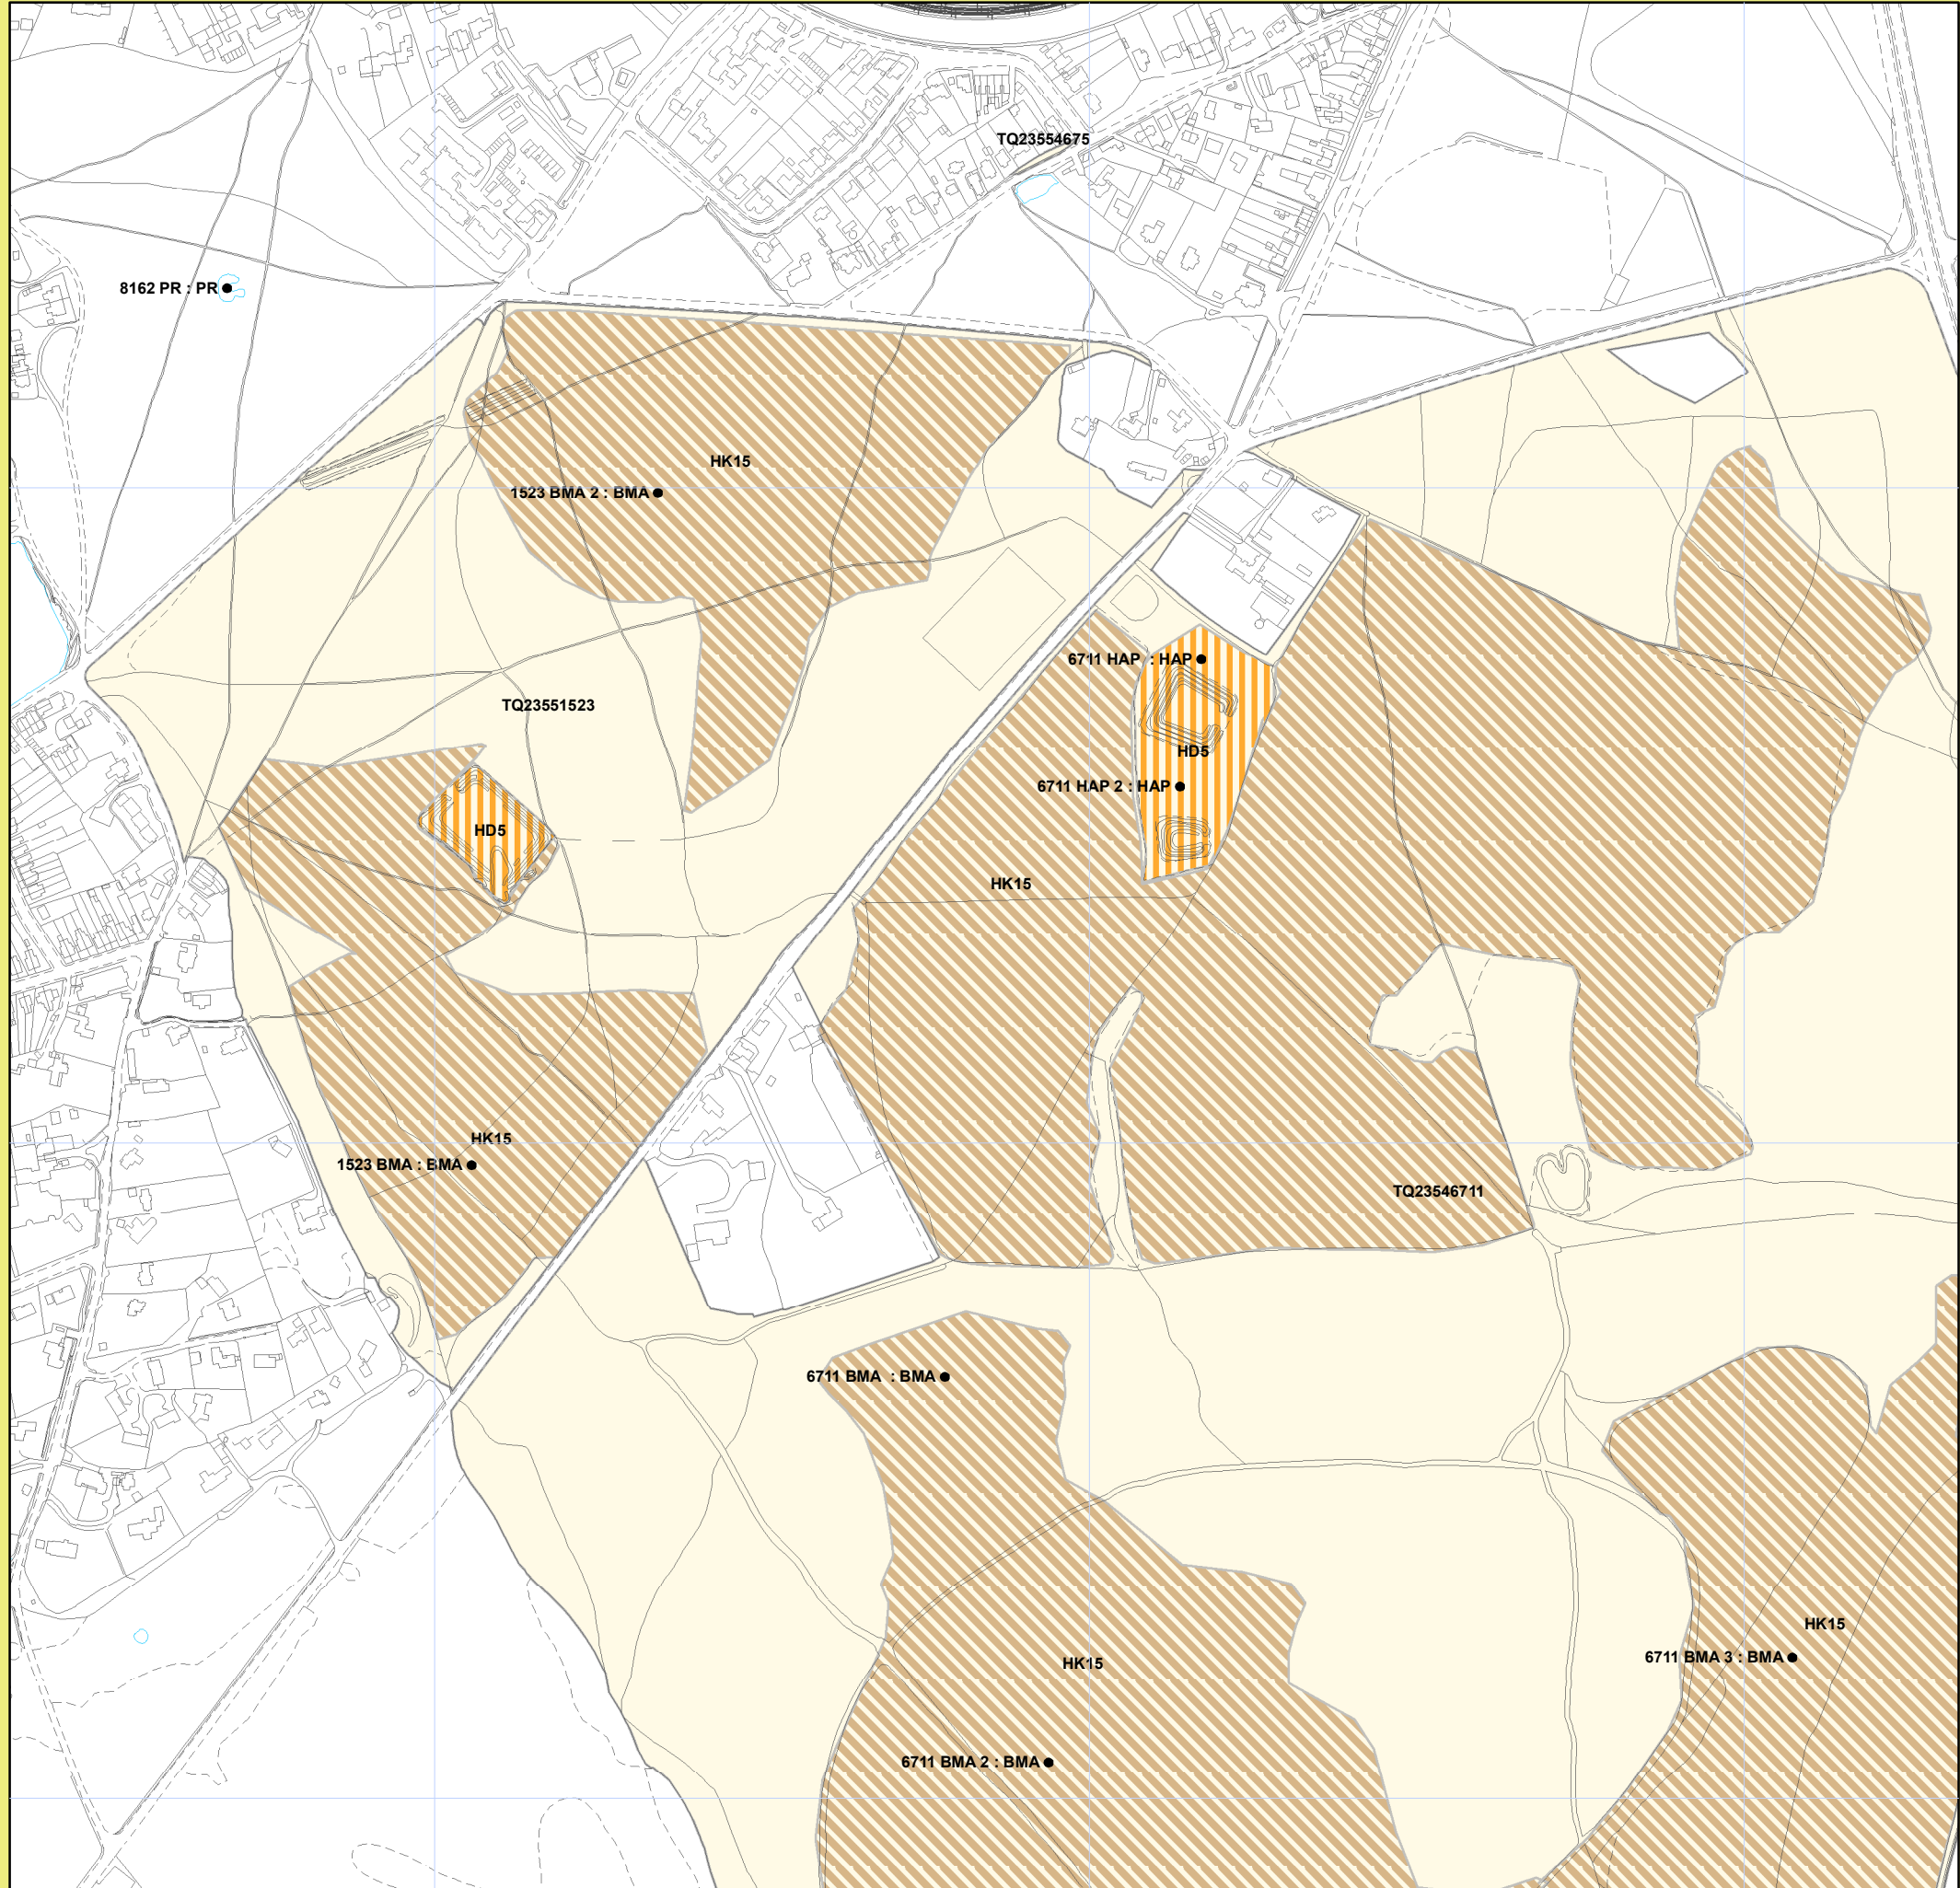 TQ23554675
8162 PR : PR
HK15
1523 BMA 2 : BMA
6711 HAP : HAP
TQ23551523
HD5
6711 HAP 2 : HAP
HD5
HK15
HK15
1523 BMA : BMA
TQ23546711
6711 BMA : BMA
HK15
6711 BMA 3 : BMA
HK15
6711 BMA 2 : BMA